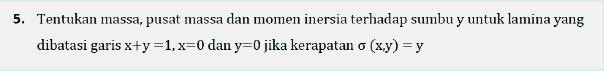 5. Tentukan massa, pusat massa dan momen inersia terhadap sumbu y untuk lamina yang
dibatasi garis x+y =1, x=0 dan y=0 jika kerapatan σ (x,y) = y